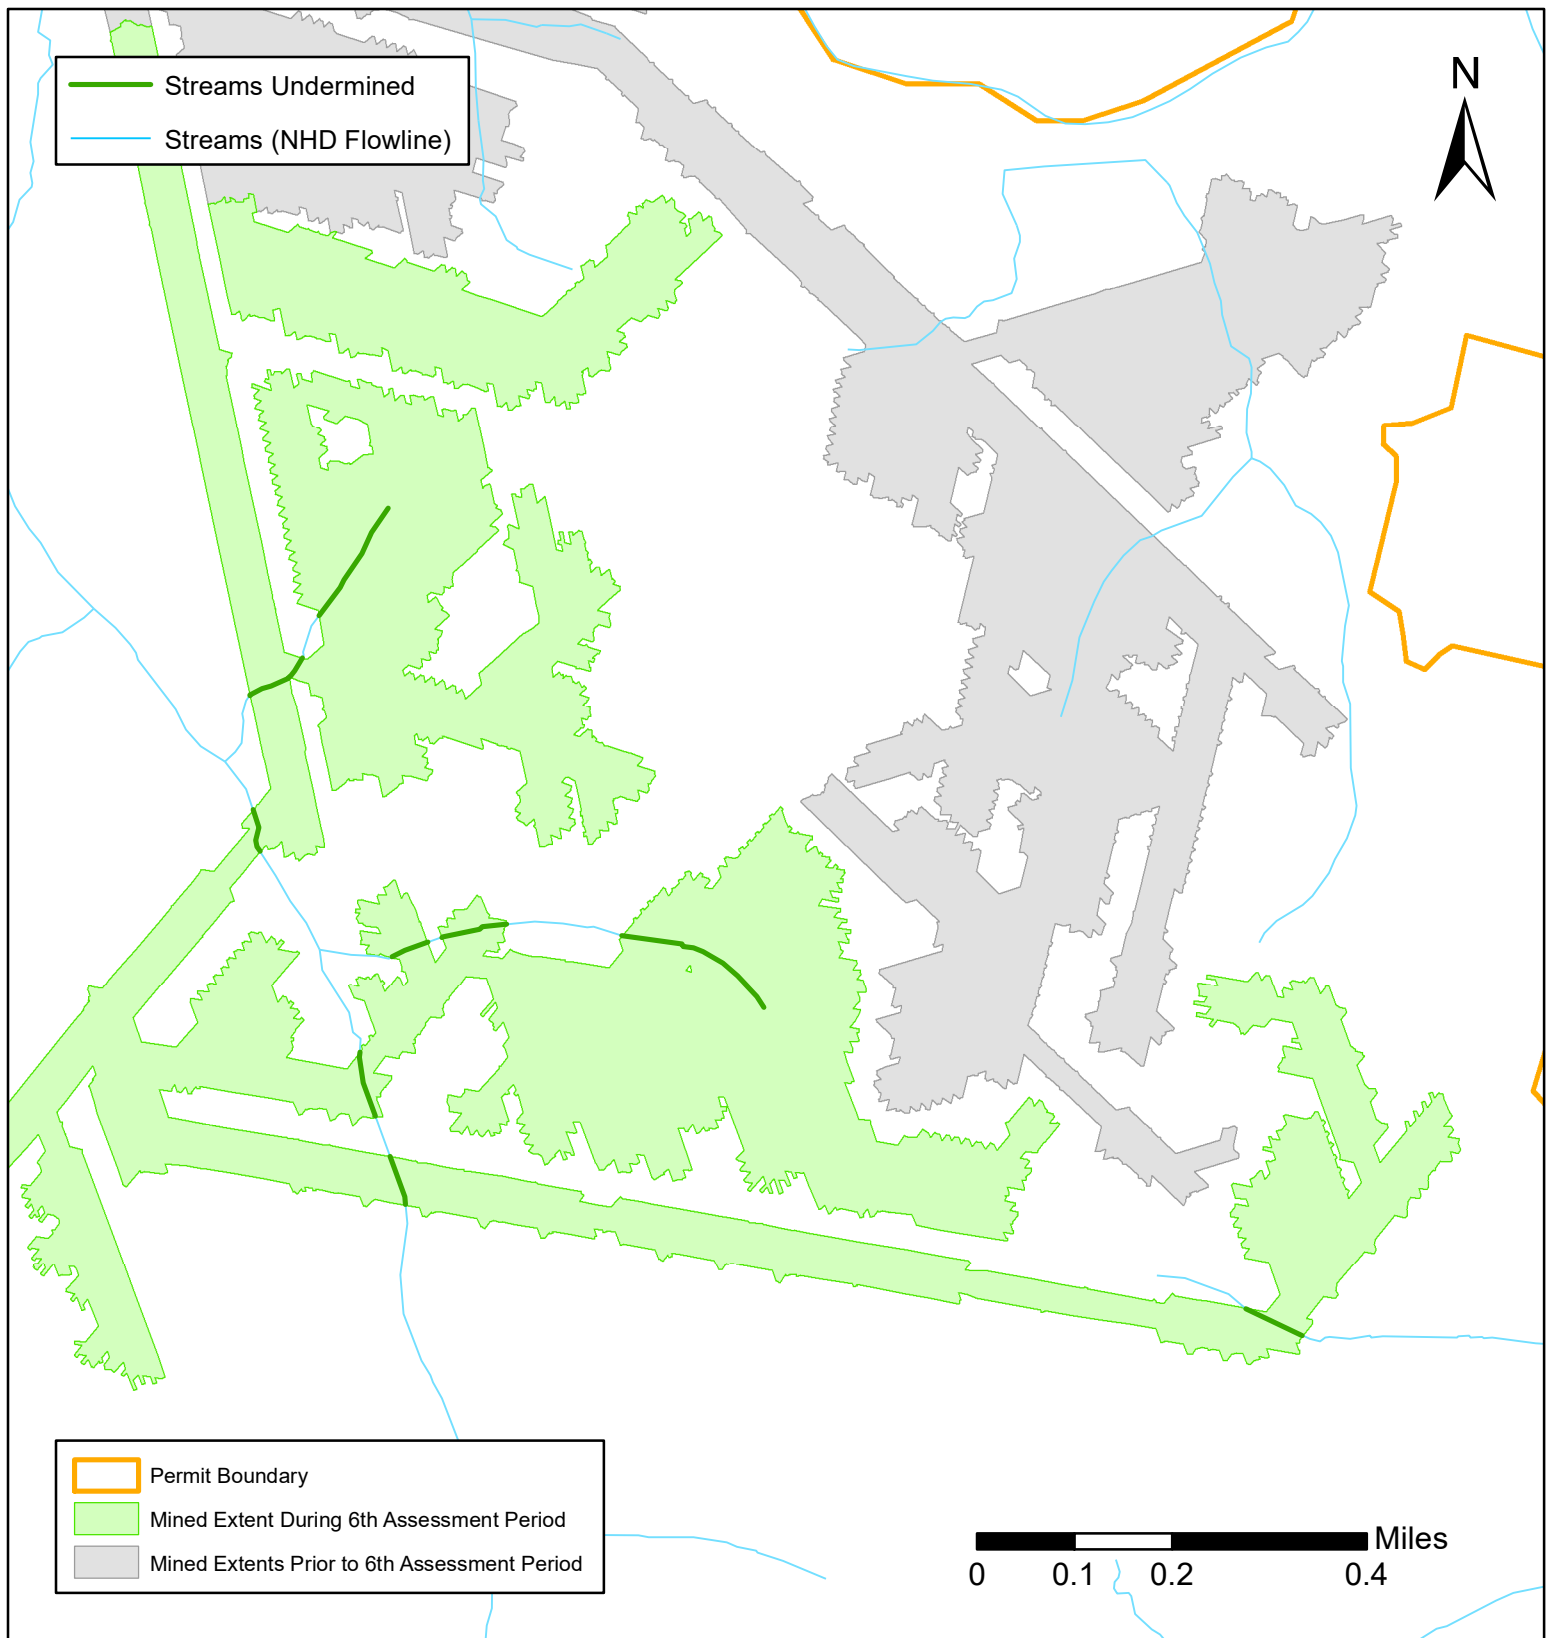 Streams Undermined
Streams (NHD Flowline)
N
Permit Boundary
Mined Extent During 6th Assessment Period
Mined Extents Prior to 6th Assessment Period
Miles
0 0.1 0.2 0.4